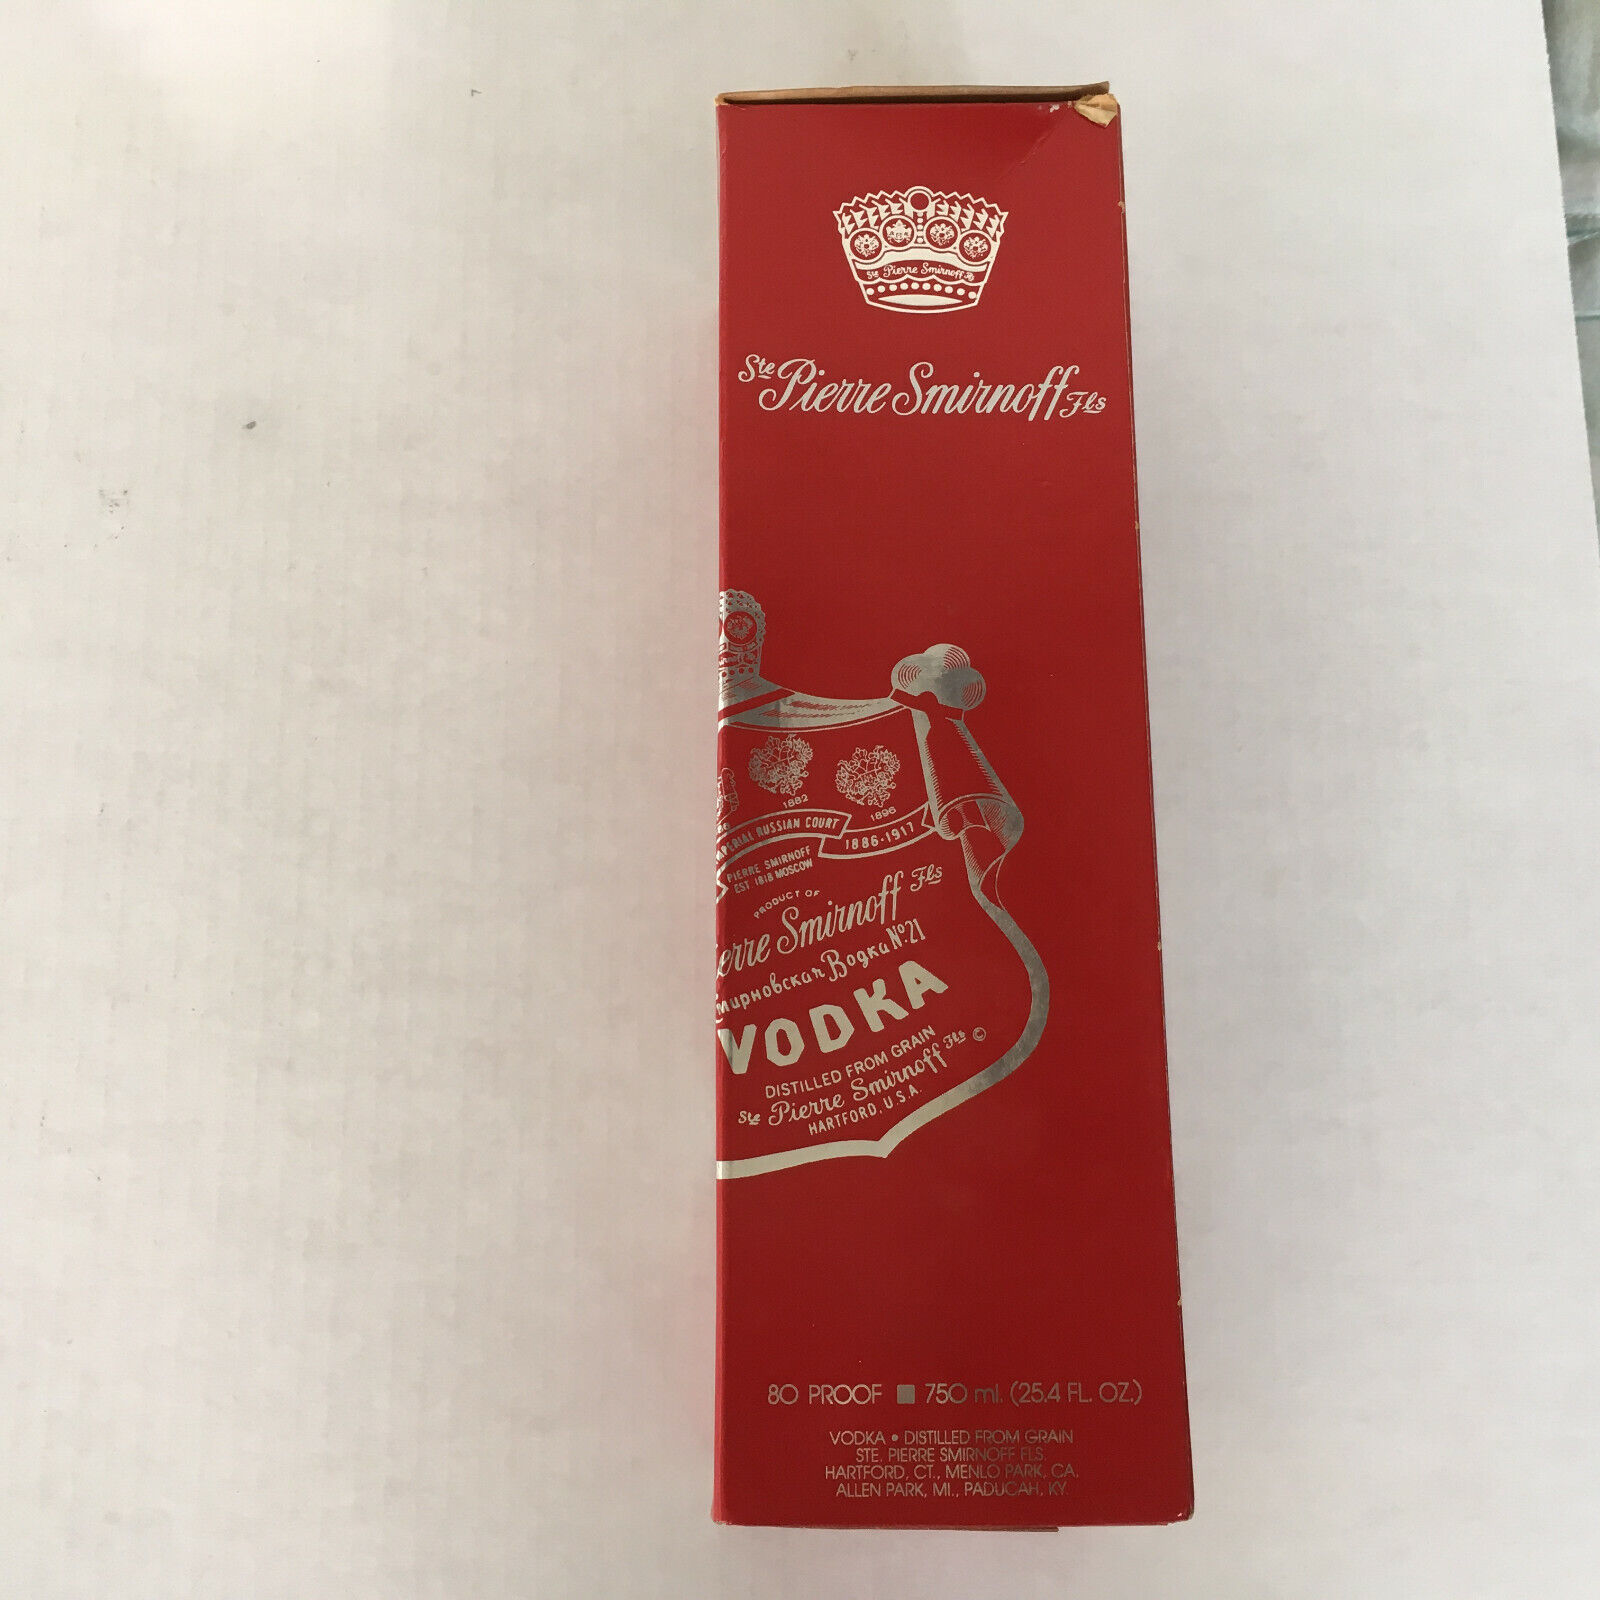 Ste Pierre Smirnoff Fls
Ste Pierre Smirnoff Fls
1882
1896
IMPERIAL RUSSIAN COURT
1886-1917
PIERRE SMIRNOFF
EST. 1818 MOSCOW
PRODUCT OF
Smirnoff Fls
Водка № 21
VODKA
DISTILLED FROM GRAIN
Ste Pierre Smirnoff Fls ©
HARTFORD, U.S.A.
80 PROOF ■ 750 ml. (25.4 FL. OZ.)
VODKA • DISTILLED FROM GRAIN
STE. PIERRE SMIRNOFF FLS.
HARTFORD, CT., MENLO PARK, CA.
ALLEN PARK, MI., PADUCAH, KY.